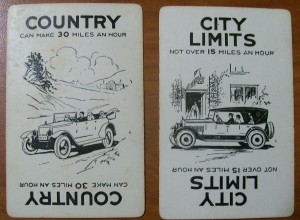 COUNTRY
CAN MAKE 30 MILES AN HOUR
COUNTRY
CAN MAKE 30 MILES AN HOUR
CITY
LIMITS
NOT OVER 15 MILES AN HOUR
CITY
LIMITS
NOT OVER 15 MILES AN HOUR